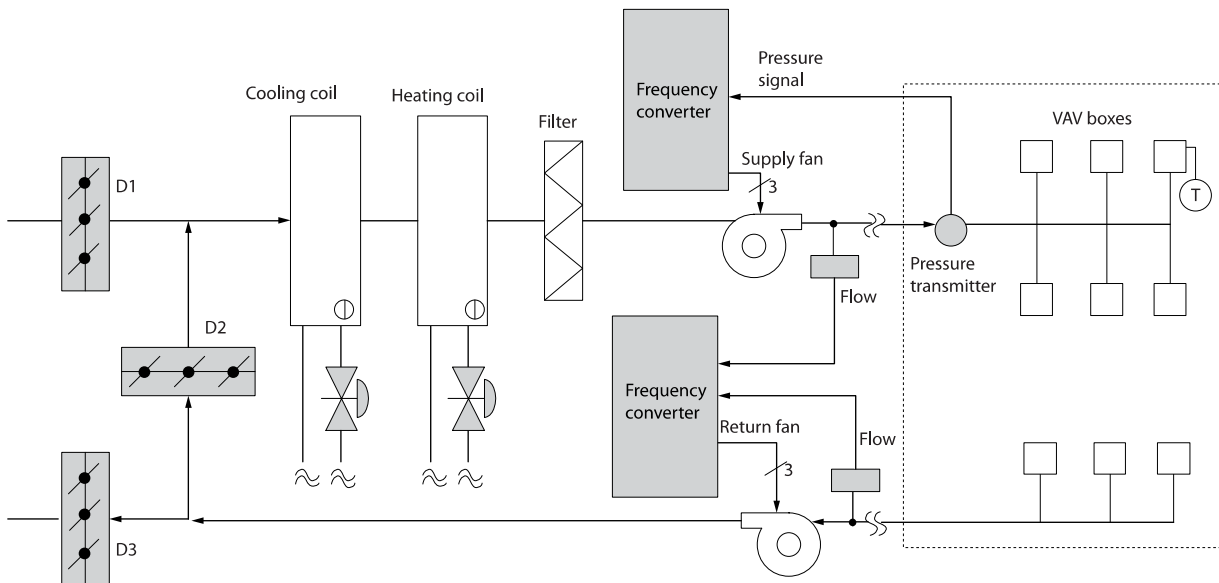 Cooling coil
Heating coil
Filter
Frequency
converter
Pressure
signal
VAV boxes
D1
Supply fan
3
T
Pressure
transmitter
Flow
D2
Frequency
converter
Return fan
3
Flow
D3